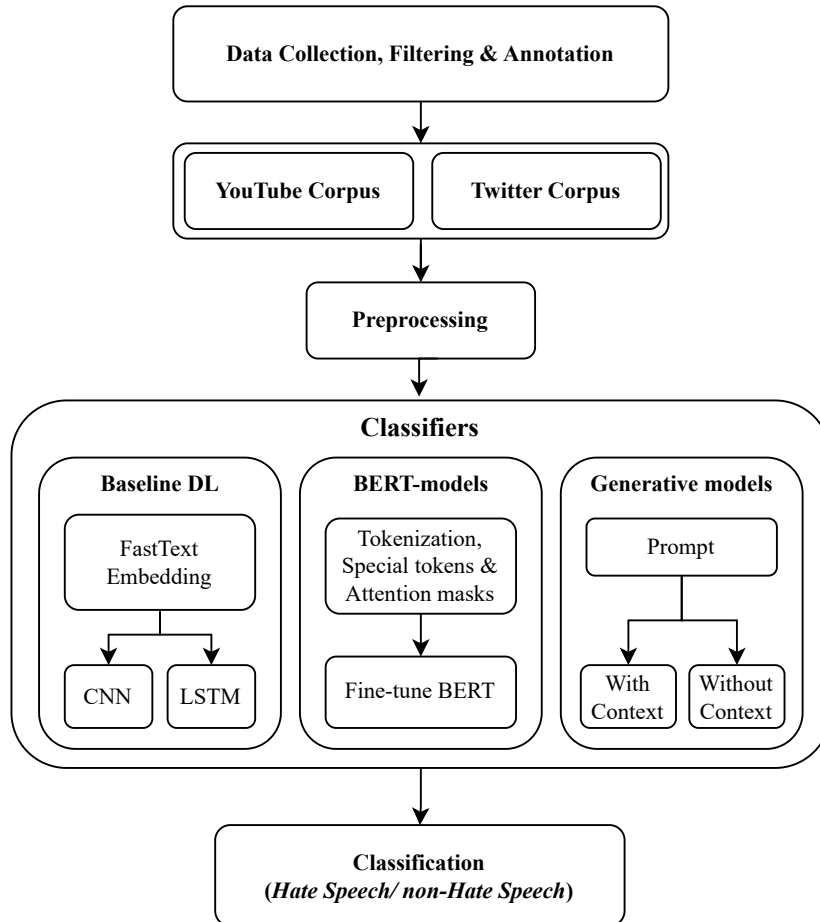 Data Collection, Filtering & Annotation
YouTube Corpus
Twitter Corpus
Preprocessing
Classifiers
Baseline DL
FastText
Embedding
CNN
LSTM
BERT-models
Tokenization,
Special tokens &
Attention masks
Fine-tune BERT
Generative models
Prompt
With
Context
Without
Context
Classification
(Hate Speech/ non-Hate Speech)